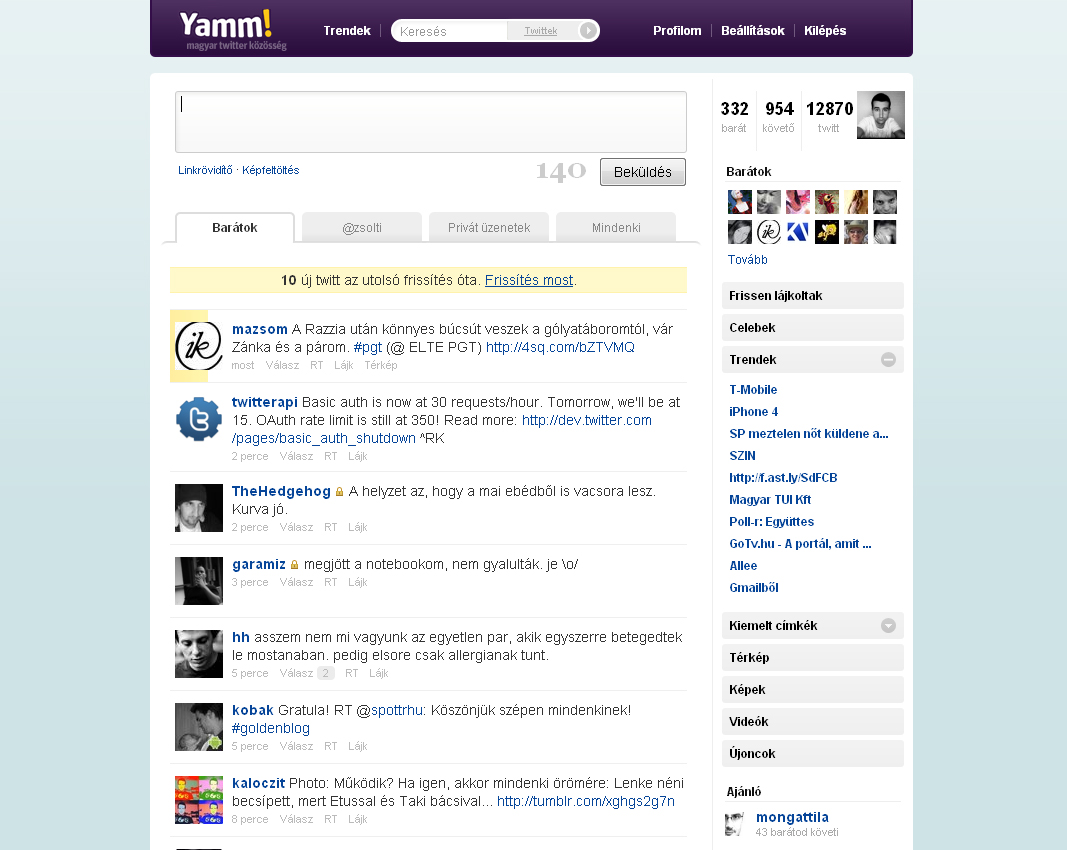 Yamm!
magyar twitter közösség
Trendek
Keresés
Twittek
Profilom
Beállítások
Kilépés
Linkrövidítő · Képfeltöltés
140
Beküldés
Barátok
@zsolti
Privát üzenetek
Mindenki
10 új twitt az utolsó frissítés óta. Frissítés most.
mazsom A Razzia után könnyes búcsút veszek a gólyatáboromtól, vár
Zánka és a párom. #pgt (@ ELTE PGT) http://4sq.com/bZTVMQ
most Válasz RT Lájk Térkép
twitterapi Basic auth is now at 30 requests/hour. Tomorrow, we'll be at
15. OAuth rate limit is still at 350! Read more: http://dev.twitter.com
/pages/basic_auth_shutdown ^RK
2 perce Válasz RT Lájk
TheHedgehog A helyzet az, hogy a mai ebédből is vacsora lesz.
Kurva jó.
2 perce Válasz RT Lájk
garamiz megjött a notebookom, nem gyalulták. je \o/
3 perce Válasz RT Lájk
hh asszem nem mi vagyunk az egyetlen par, akik egyszerre betegedtek
le mostanaban. pedig elsore csak allergianak tunt.
5 perce Válasz 2 RT Lájk
kobak Gratula! RT @spottrhu: Köszönjük szépen mindenkinek!
#goldenblog
5 perce Válasz RT Lájk
kaloczit Photo: Működik? Ha igen, akkor mindenki örömére: Lenke néni
becsípett, mert Etussal és Taki bácsival... http://tumblr.com/xghgs2g7n
8 perce Válasz RT Lájk
332
barát
954
követő
12870
twitt
Barátok
ik
Tovább
Frissen lájkoltak
Celebek
Trendek
T-Mobile
iPhone 4
SP meztelen nőt küldene a...
SZIN
http://f.ast.ly/SdFCB
Magyar TUI Kft
Poll-r: Együttes
GoTv.hu - A portál, amit ...
Allee
Gmailből
Kiemelt címkék
Térkép
Képek
Videók
Újoncok
Ajánló
mongattila
43 barátod követi